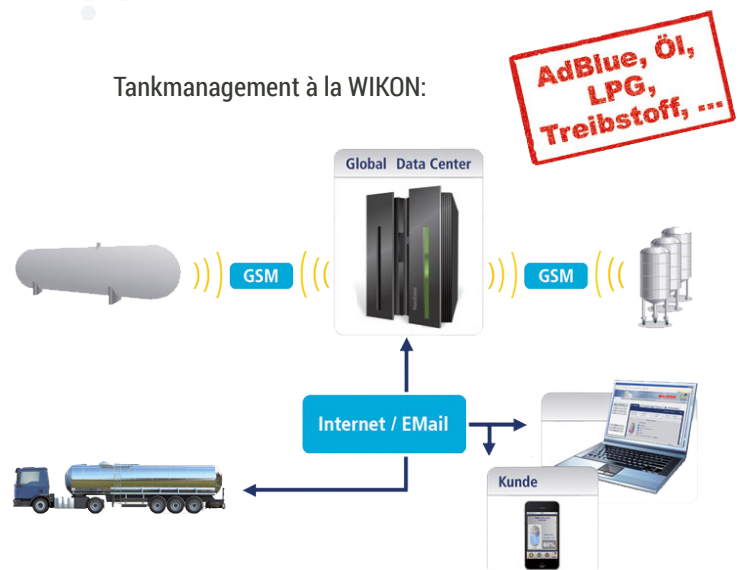 Tankmanagement à la WIKON:
AdBlue, Öl,
LPG,
Treibstoff, ...
Global Data Center
GSM
GSM
Internet / EMail
Kunde